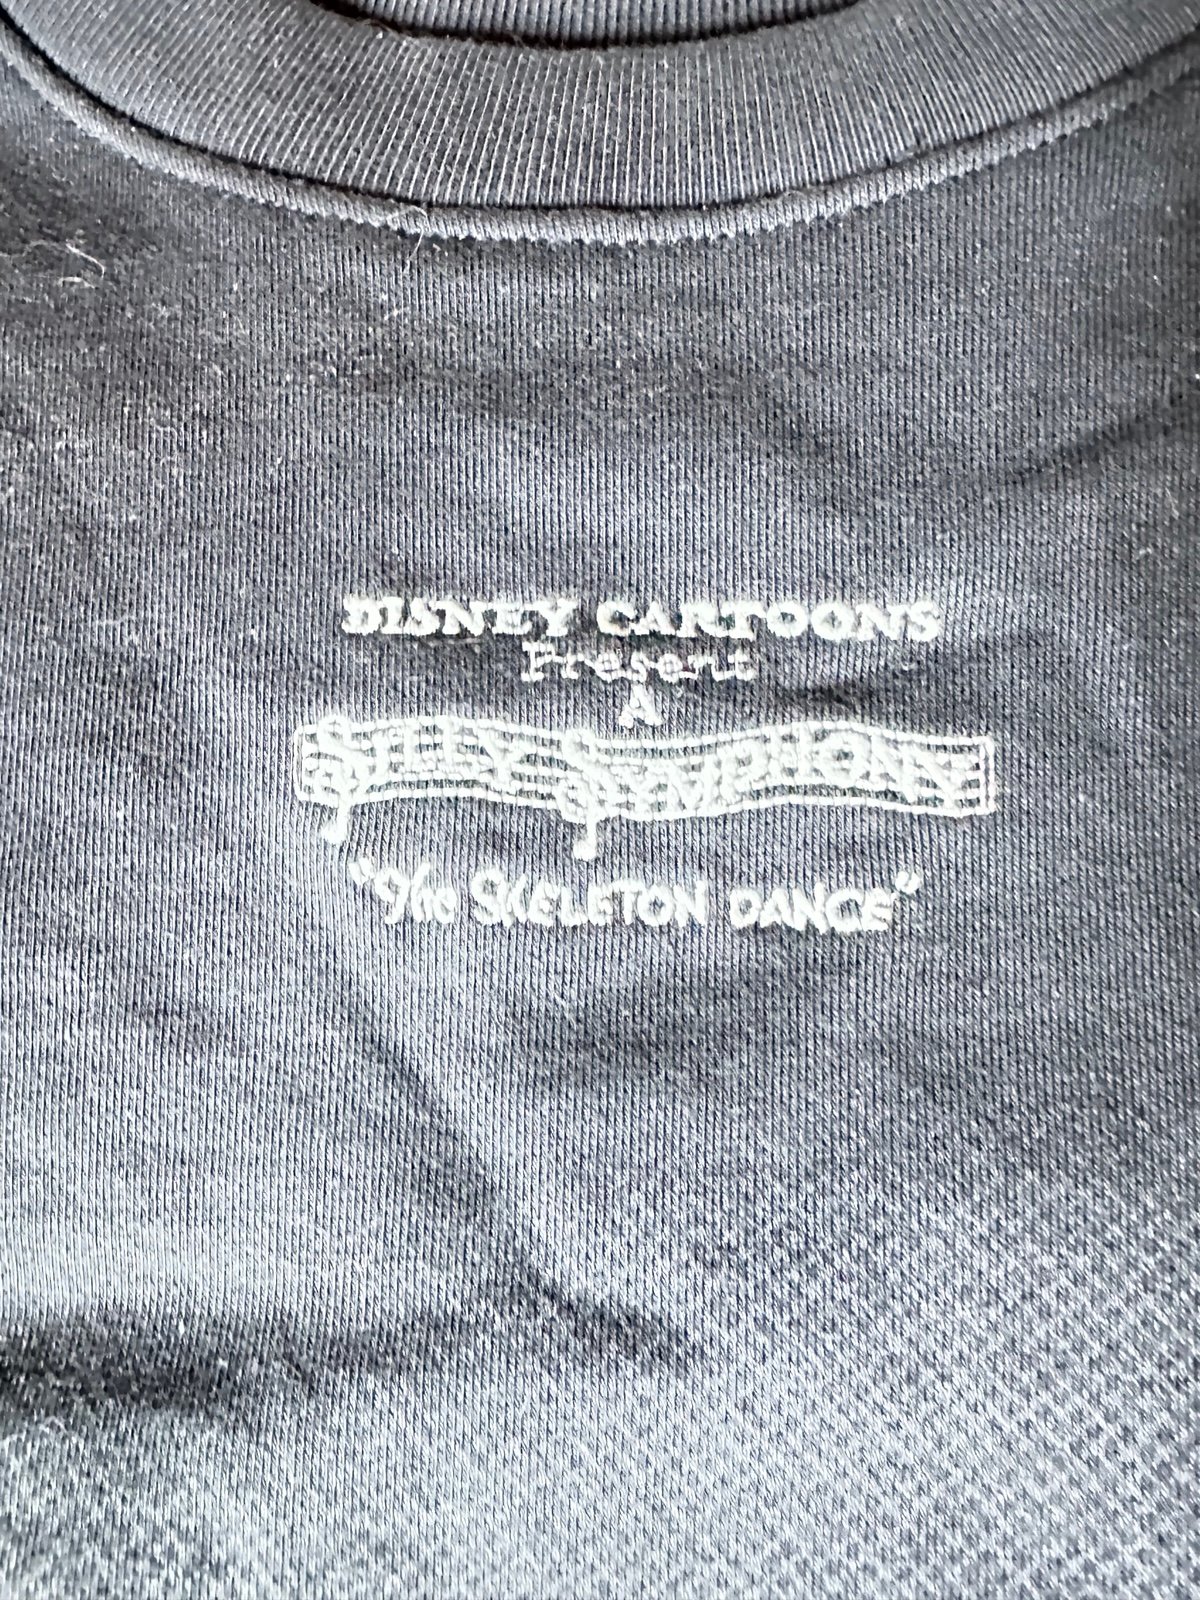 DISNEY CARTOONS
Present
A
SILLY SYMPHONY
"The SKELETON DANCE"